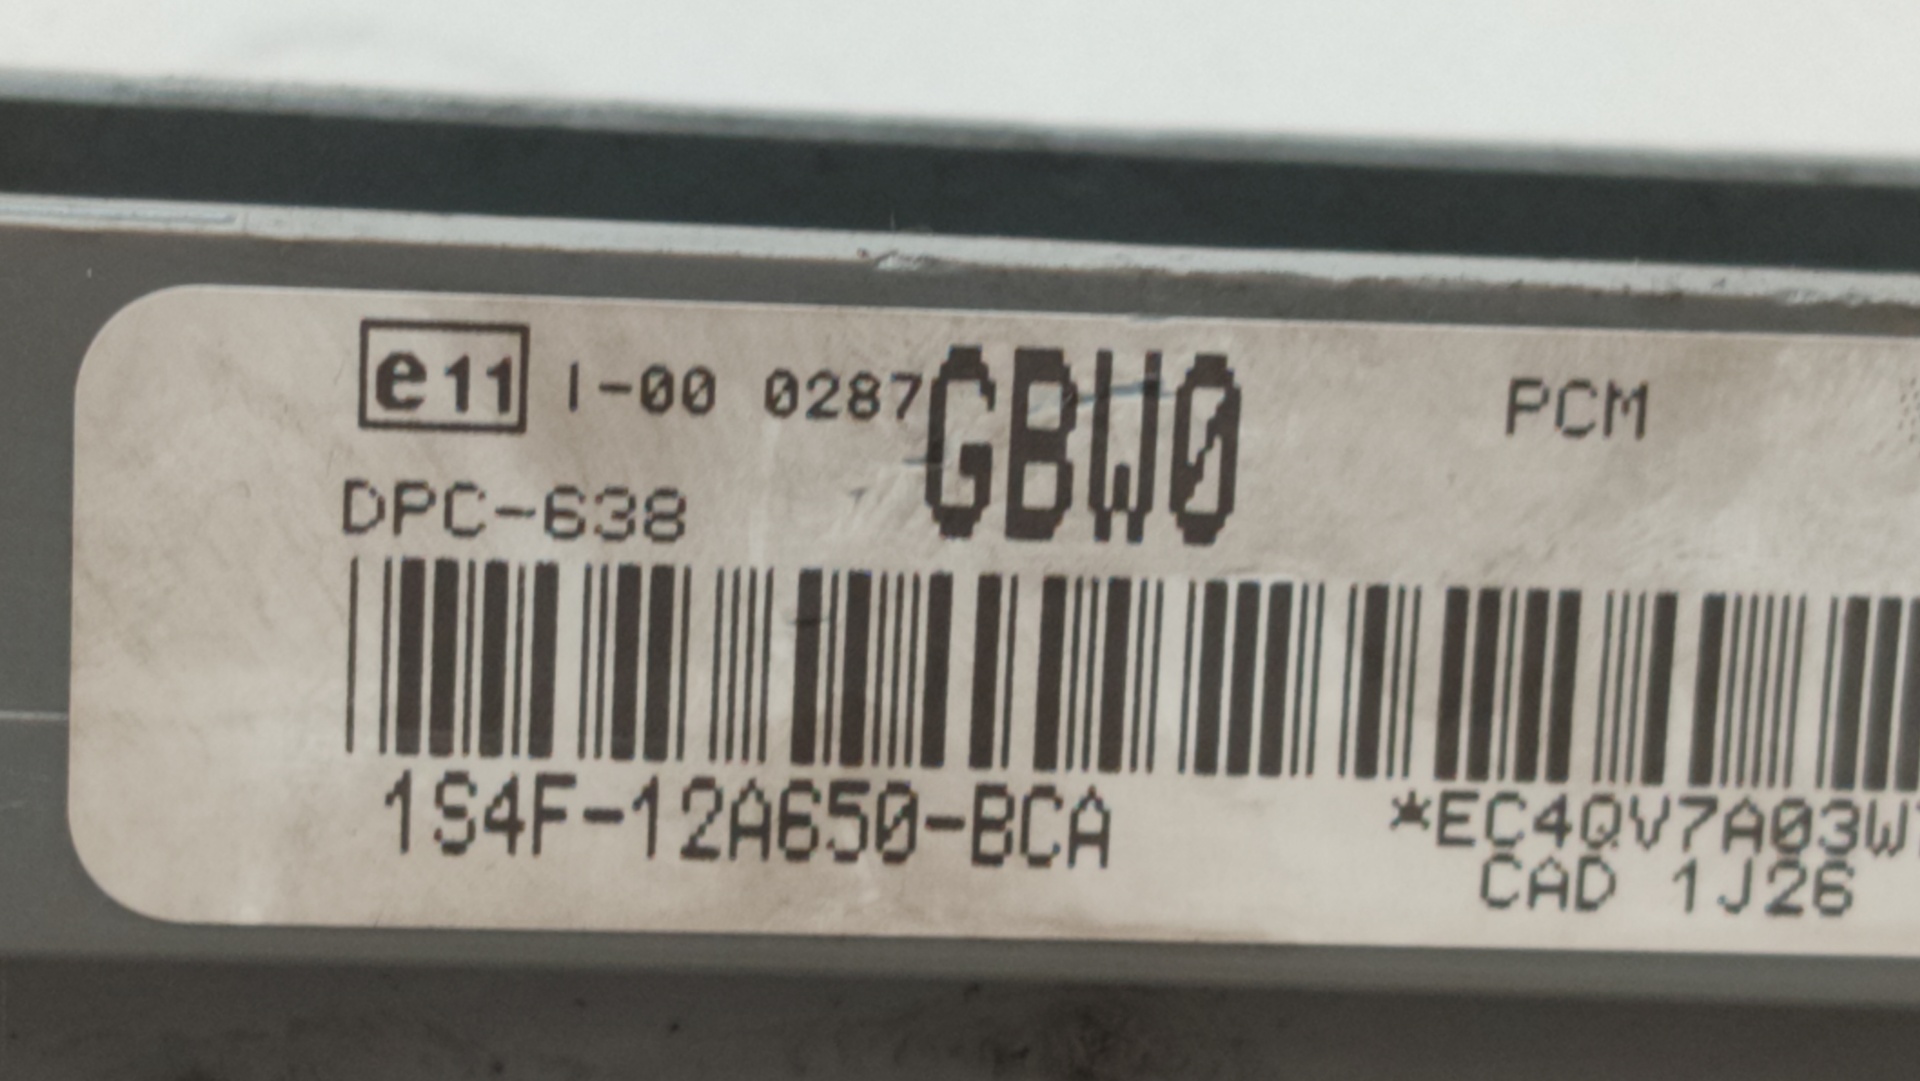 e11 I-00 0287 GBW0 PCM
DPC-638
1S4F-12A650-BCA *EC4QV7A03W
CAD 1J26